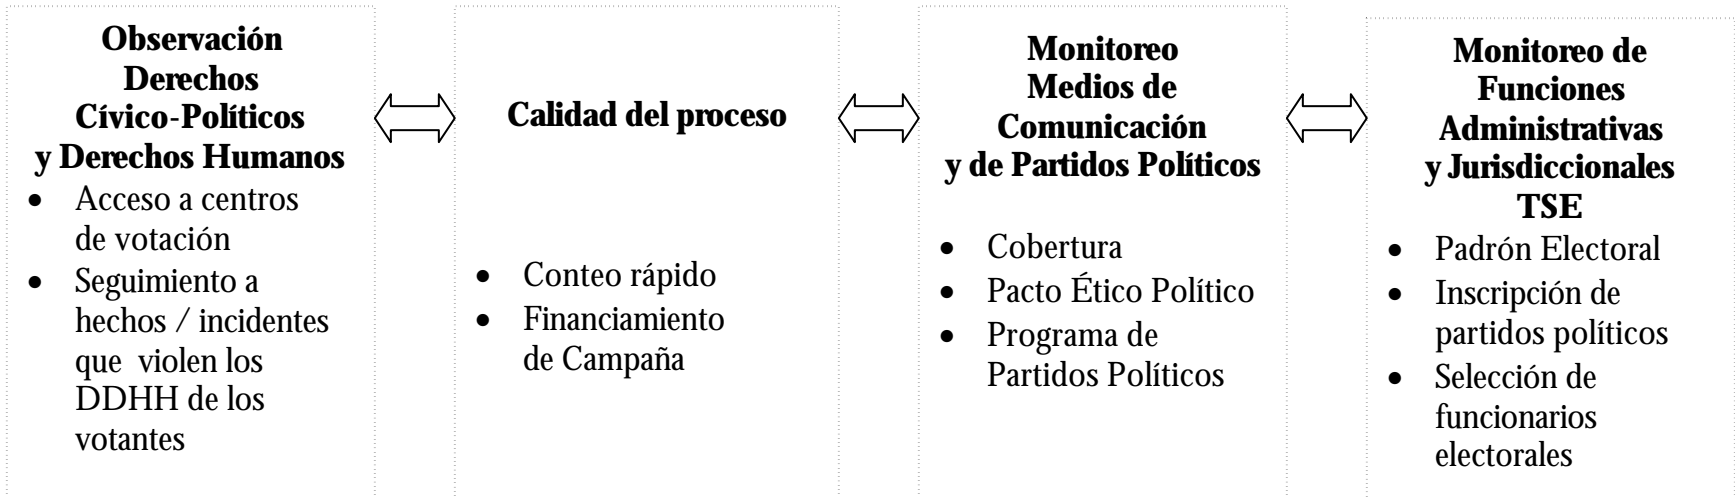 Observación
Derechos
Cívico-Políticos
y Derechos Humanos
• Acceso a centros
de votación
• Seguimiento a
hechos / incidentes
que violen los
DDHH de los
votantes
Calidad del proceso
• Conteo rápido
• Financiamiento
de Campaña
Monitoreo
Medios de
Comunicación
y de Partidos Políticos
• Cobertura
• Pacto Ético Político
• Programa de
Partidos Políticos
Monitoreo de
Funciones
Administrativas
y Jurisdiccionales
TSE
• Padrón Electoral
• Inscripción de
partidos políticos
• Selección de
funcionarios
electorales